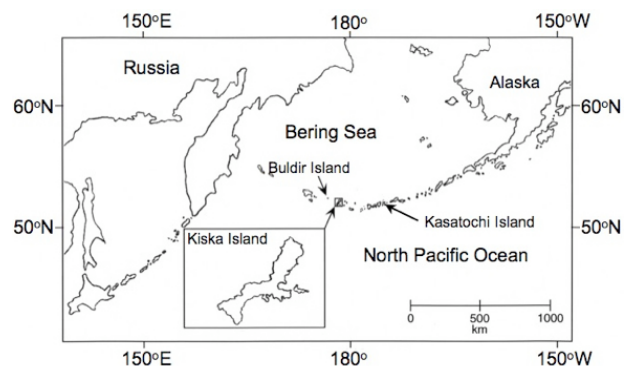 150°E
180°
150°W
Russia
Alaska
60°N
60°N
Bering Sea
Buldir Island
50°N
Kiska Island
Kasatochi Island
50°N
North Pacific Ocean
0 500 1000
km
150°E
180°
150°W